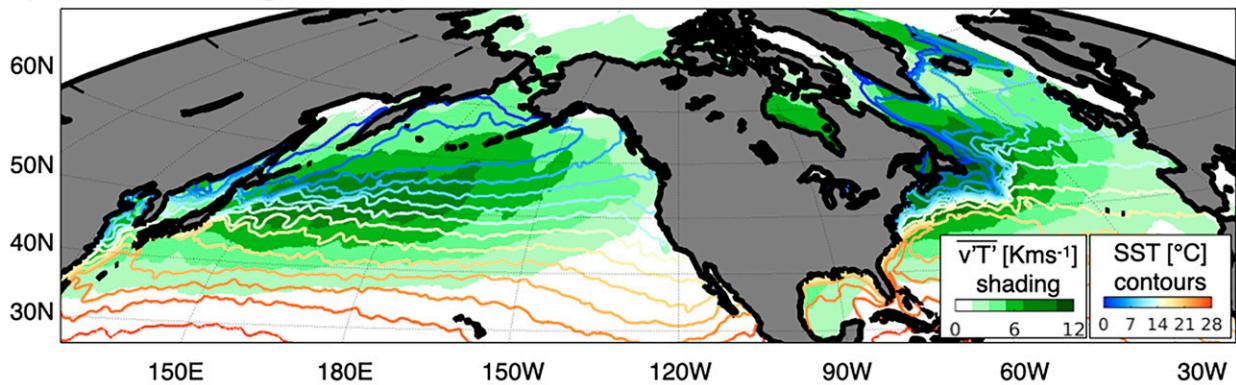 60N
50N
40N
30N
v'T' [Kms-1]
shading
0 6 12
SST [°C]
contours
0 7 14 21 28
150E 180E 150W 120W 90W 60W 30W